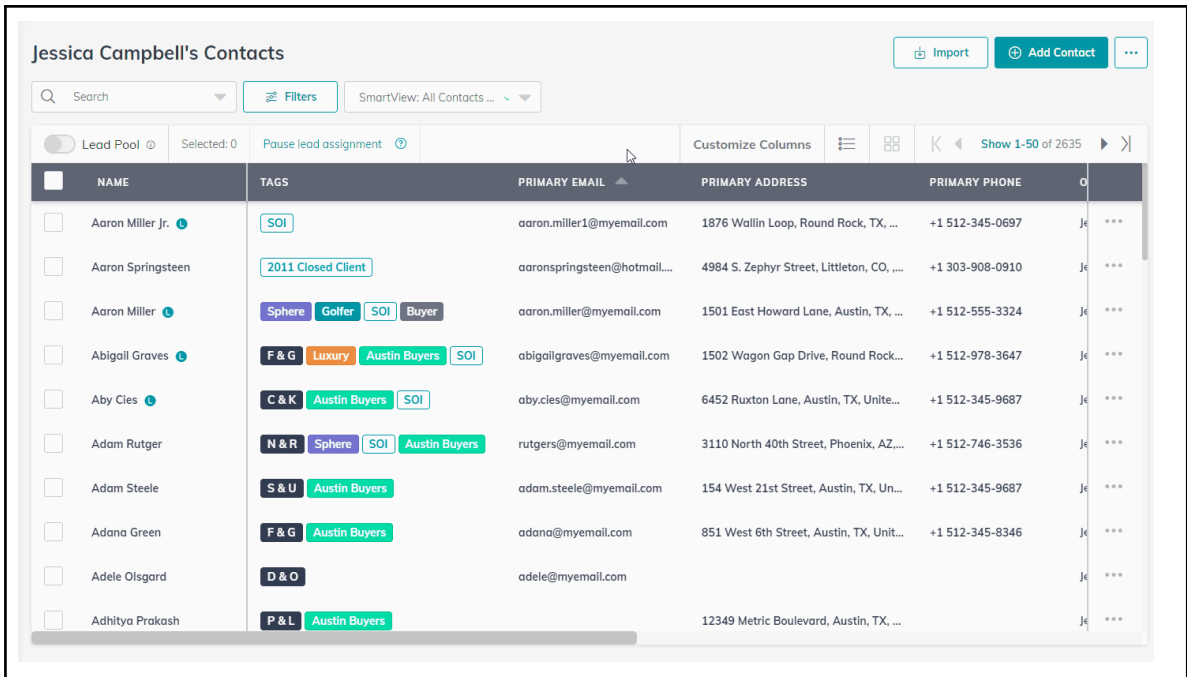 Jessica Campbell's Contacts
Import
Add Contact
Search
Filters
SmartView: All Contacts ...
Lead Pool
Selected: 0
Pause lead assignment
Customize Columns
Show 1-50 of 2635
NAME TAGS PRIMARY EMAIL PRIMARY ADDRESS PRIMARY PHONE O
Aaron Miller Jr. L SOI aaron.miller1@myemail.com 1876 Wallin Loop, Round Rock, TX, ... +1 512-345-0697 Je
Aaron Springsteen 2011 Closed Client aaronspringsteen@hotmail.... 4984 S. Zephyr Street, Littleton, CO, ,... +1 303-908-0910 Je
Aaron Miller L Sphere Golfer SOI Buyer aaron.miller@myemail.com 1501 East Howard Lane, Austin, TX, ... +1 512-555-3324 Je
Abigail Graves L F & G Luxury Austin Buyers SOI abigailgraves@myemail.com 1502 Wagon Gap Drive, Round Rock... +1 512-978-3647 Je
Aby Cies L C & K Austin Buyers SOI aby.cies@myemail.com 6452 Ruxton Lane, Austin, TX, Unite... +1 512-345-9687 Je
Adam Rutger N & R Sphere SOI Austin Buyers rutgers@myemail.com 3110 North 40th Street, Phoenix, AZ,... +1 512-746-3536 Je
Adam Steele S & U Austin Buyers adam.steele@myemail.com 154 West 21st Street, Austin, TX, Un... +1 512-345-9687 Je
Adana Green F & G Austin Buyers adana@myemail.com 851 West 6th Street, Austin, TX, Unit... +1 512-345-8346 Je
Adele Olsgard D & O adele@myemail.com Je
Adhitya Prakash P & L Austin Buyers 12349 Metric Boulevard, Austin, TX, ... Je